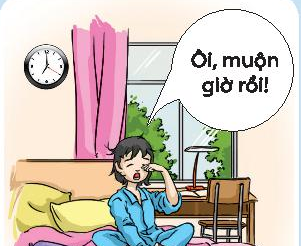 Ôi, muộn
giờ rồi!